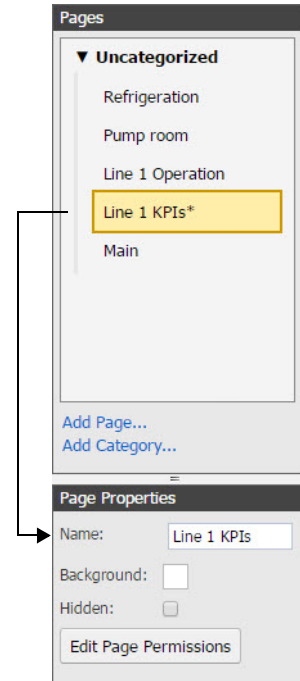 Pages
▼ Uncategorized
Refrigeration
Pump room
Line 1 Operation
Line 1 KPIs*
Main
Add Page...
Add Category...
Page Properties
Name: Line 1 KPIs
Background:
Hidden:
Edit Page Permissions